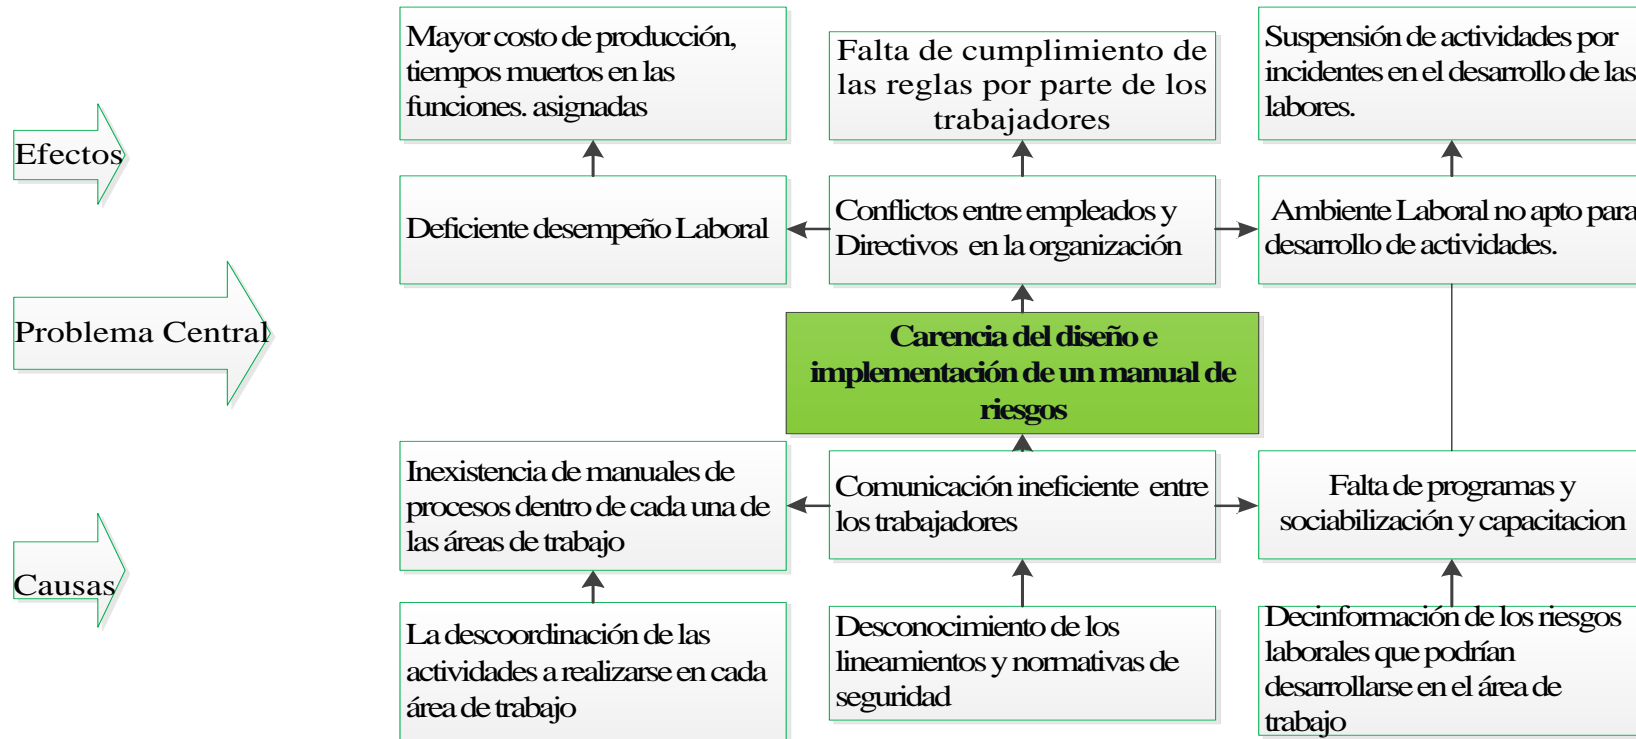 Mayor costo de producción,
tiempos muertos en las
funciones. asignadas
Falta de cumplimiento de
las reglas por parte de los
trabajadores
Suspensión de actividades por
incidentes en el desarrollo de las
labores.
Efectos
Deficiente desempeño Laboral
Conflictos entre empleados y
Directivos en la organización
Ambiente Laboral no apto para
desarrollo de actividades.
Problema Central
Carencia del diseño e
implementación de un manual de
riesgos
Inexistencia de manuales de
procesos dentro de cada una de
las áreas de trabajo
Comunicación ineficiente entre
los trabajadores
Falta de programas y
sociabilización y capacitacion
Causas
La descoordinación de las
actividades a realizarse en cada
área de trabajo
Desconocimiento de los
lineamientos y normativas de
seguridad
Decinformación de los riesgos
laborales que podrían
desarrollarse en el área de
trabajo